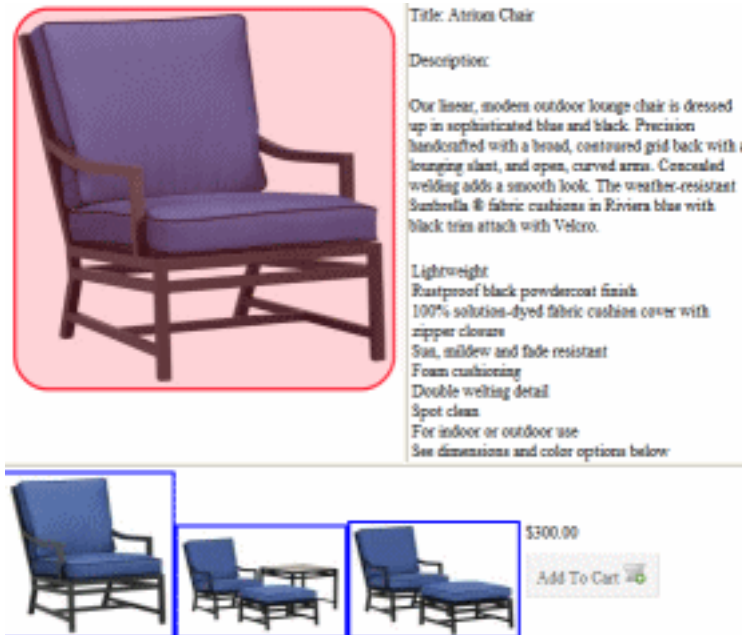 Title: Atrium Chair
Description:
Our linear, modern outdoor lounge chair is dressed
up in sophisticated blue and black. Precision
handcrafted with a broad, contoured grid back with a
lounging slant, and open, curved arms. Concealed
welding adds a smooth look. The weather-resistant
Sunbrella ® fabric cushions in Riviera blue with
black trim attach with Velcro.
Lightweight
Rustproof black powdercoat finish
100% solution-dyed fabric cushion cover with
zipper closure
Sun, mildew and fade resistant
Foam cushioning
Double welting detail
Spot clean
For indoor or outdoor use
See dimensions and color options below
$300.00
Add To Cart